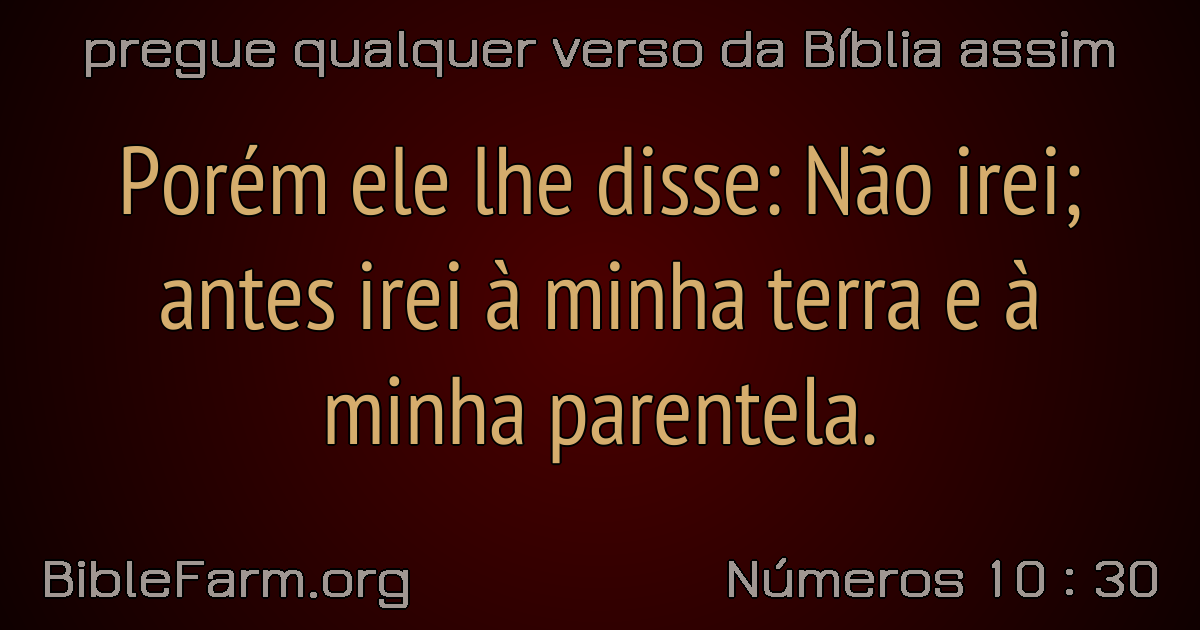 pregue qualquer verso da Bíblia assim
Porém ele lhe disse: Não irei;
antes irei à minha terra e à
minha parentela.
BibleFarm.org
Números 10 : 30